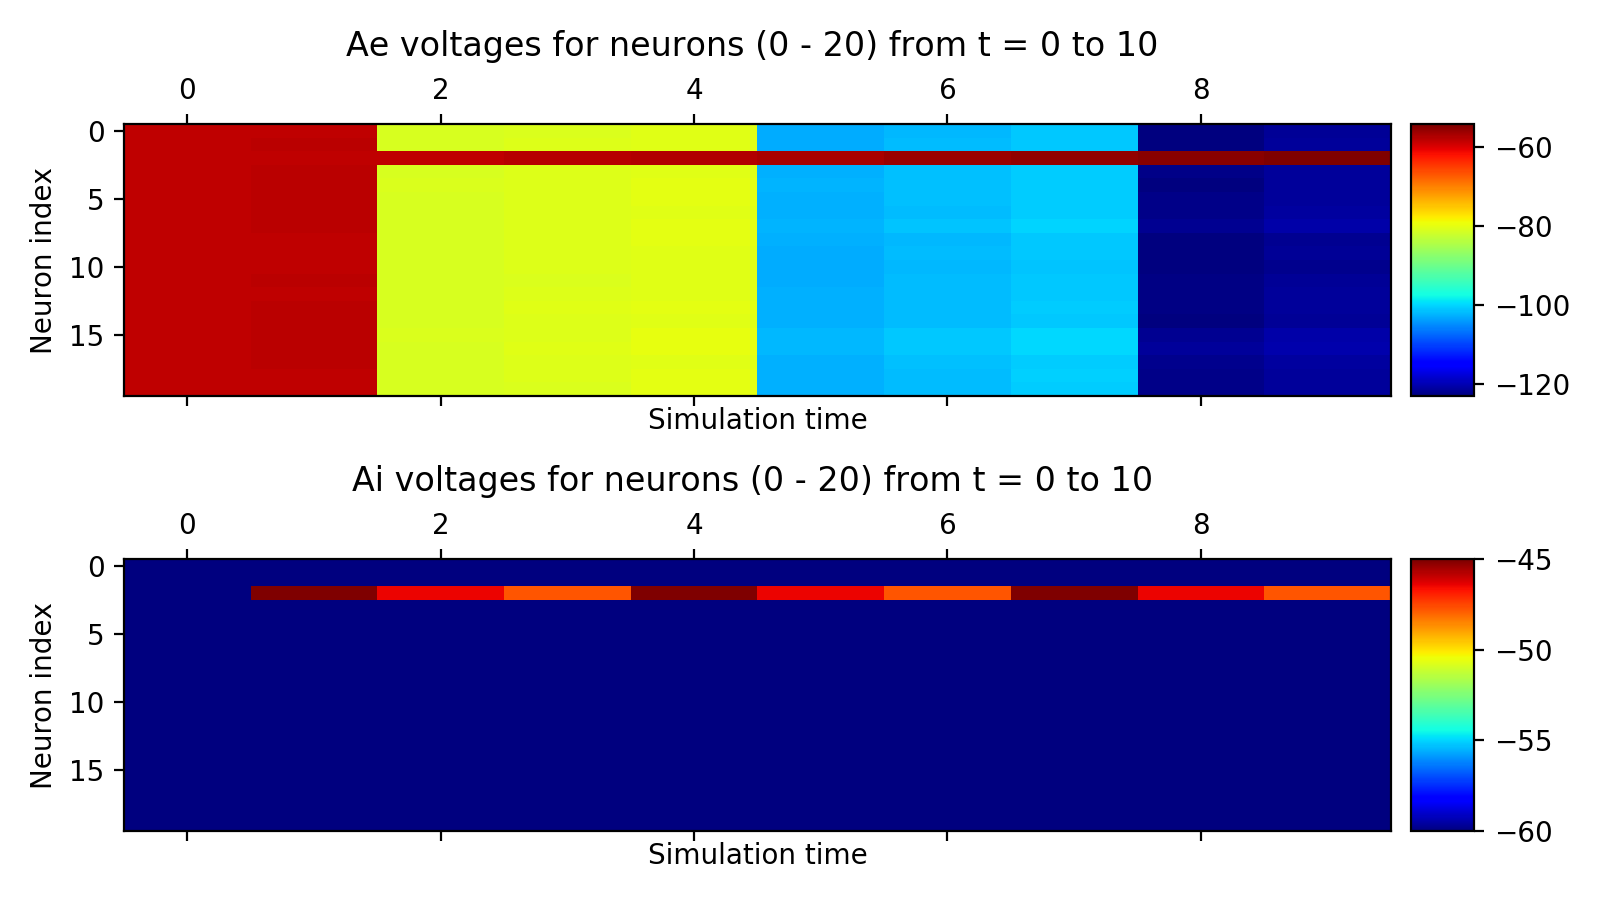 Ae voltages for neurons (0 - 20) from t = 0 to 10
0 2 4 6 8
Neuron index
0
5
10
15
−60
−80
−100
−120
Simulation time
Ai voltages for neurons (0 - 20) from t = 0 to 10
0 2 4 6 8
Neuron index
0
5
10
15
−45
−50
−55
−60
Simulation time